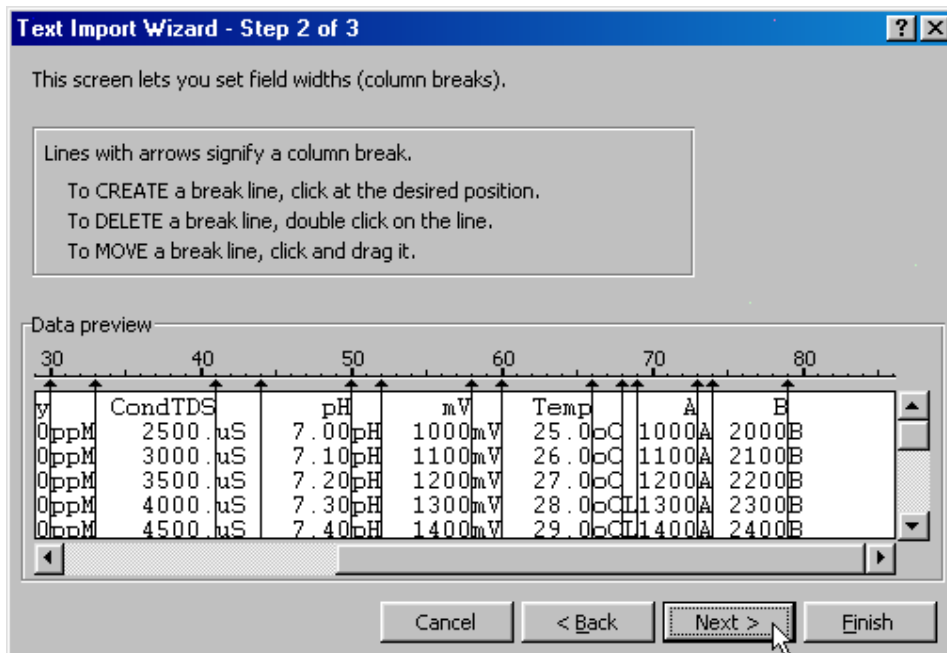 Text Import Wizard - Step 2 of 3
This screen lets you set field widths (column breaks).
Lines with arrows signify a column break.
To CREATE a break line, click at the desired position.
To DELETE a break line, double click on the line.
To MOVE a break line, click and drag it.
Data preview
30 40 50 60 70 80
y CondTDS pH mV Temp A B
0ppM 2500.uS 7.00pH 1000mV 25.0oC 1000A 2000B
0ppM 3000.uS 7.10pH 1100mV 26.0oC 1100A 2100B
0ppM 3500.uS 7.20pH 1200mV 27.0oC 1200A 2200B
0ppM 4000.uS 7.30pH 1300mV 28.0oCL1300A 2300B
0ppM 4500.uS 7.40pH 1400mV 29.0oCL1400A 2400B
Cancel < Back Next > Finish